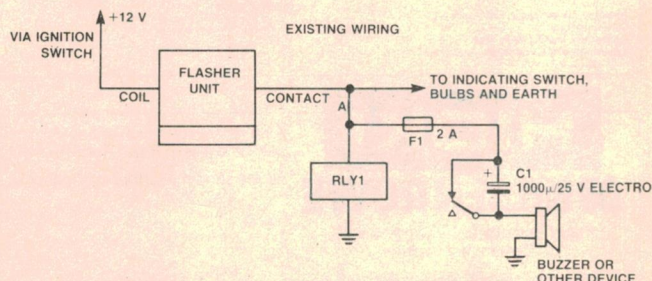 +12 V
EXISTING WIRING
VIA IGNITION
SWITCH
FLASHER
UNIT
COIL
CONTACT
TO INDICATING SWITCH,
BULBS AND EARTH
A
F1
2 A
RLY1
+
C1
1000μ/25 V ELECTRO
BUZZER OR
OTHER DEVICE